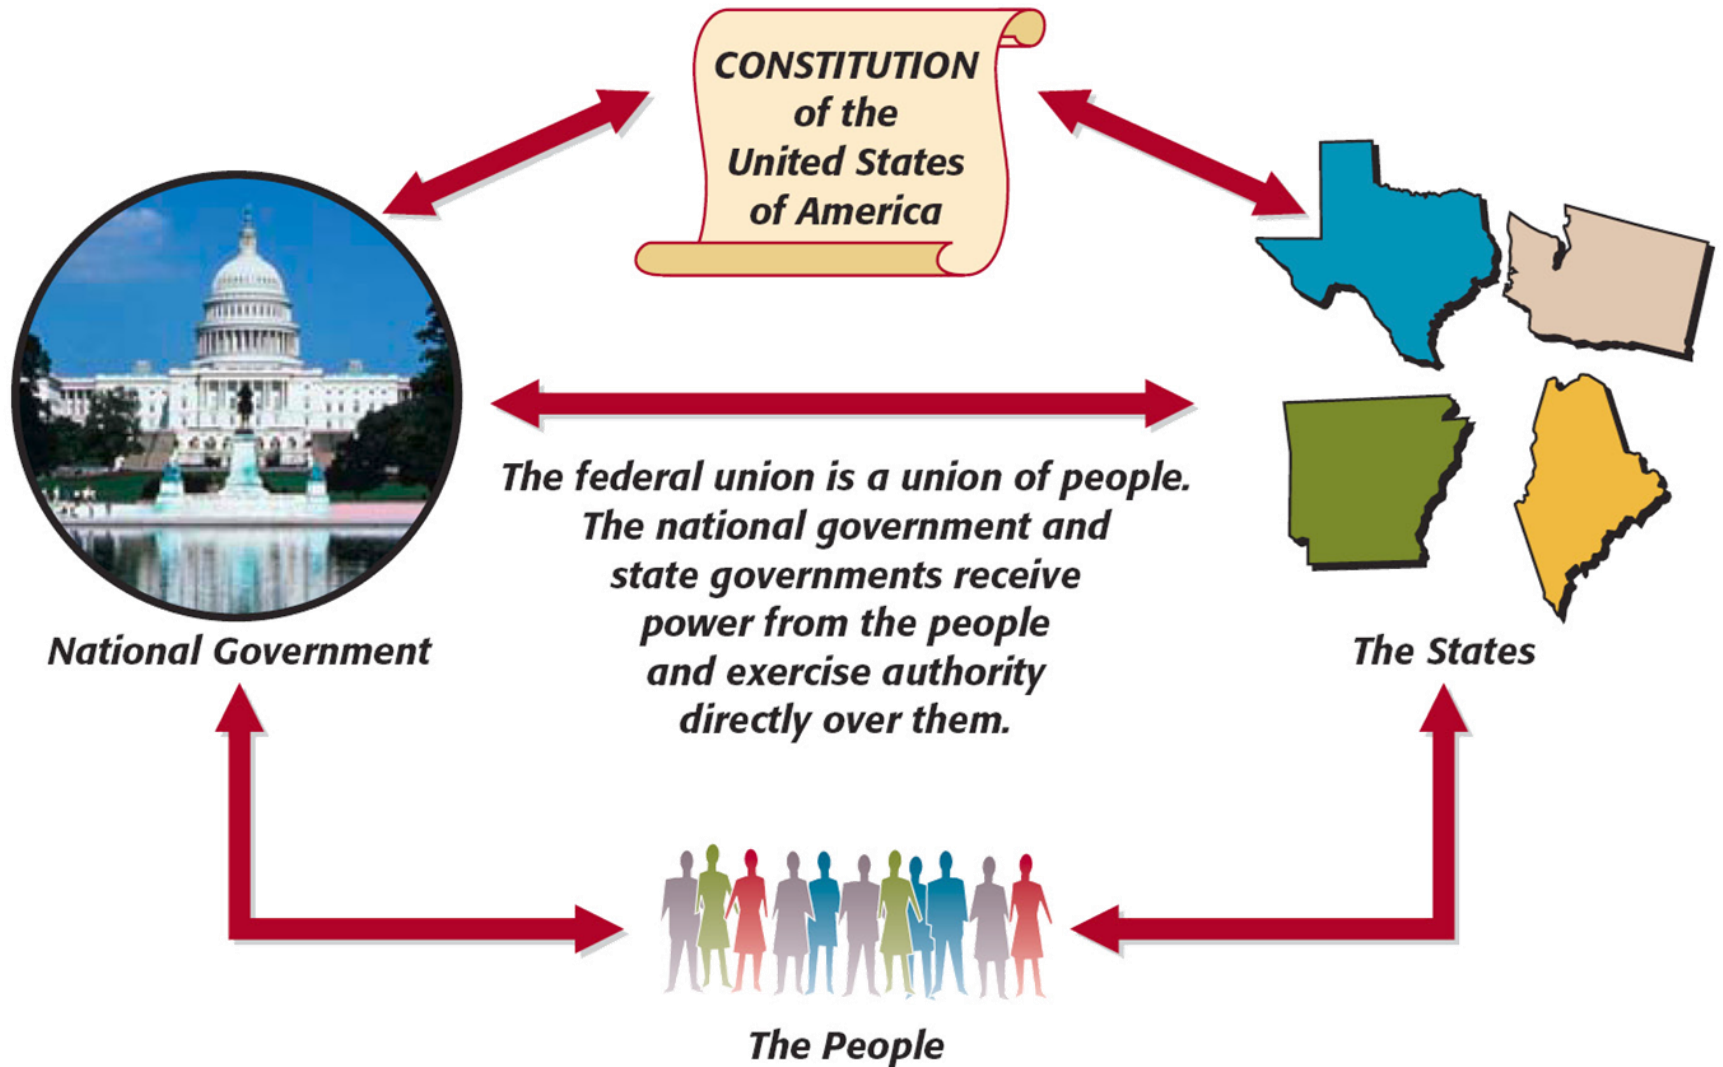 CONSTITUTION
of the
United States
of America
The federal union is a union of people.
The national government and
state governments receive
power from the people
and exercise authority
directly over them.
National Government
The States
The People